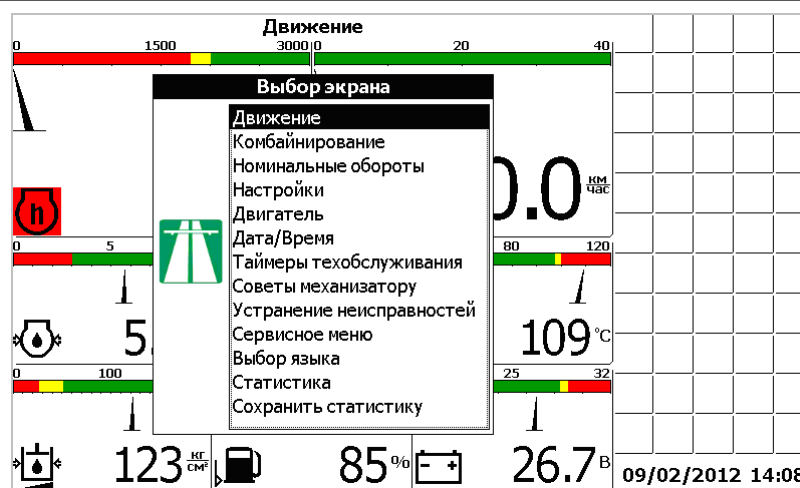 Движение
0 1500 3000 0 20 40
Выбор экрана
Движение
Комбайнирование
Номинальные обороты
Настройки
Двигатель
Дата/Время
Таймеры техобслуживания
Советы механизатору
Устранение неисправностей
Сервисное меню
Выбор языка
Статистика
Сохранить статистику
0.0 км/час
h
0 5 80 120
5. 109 °C
0 100 25 32
123 кг/см² 85 % 26.7 В
09/02/2012 14:08